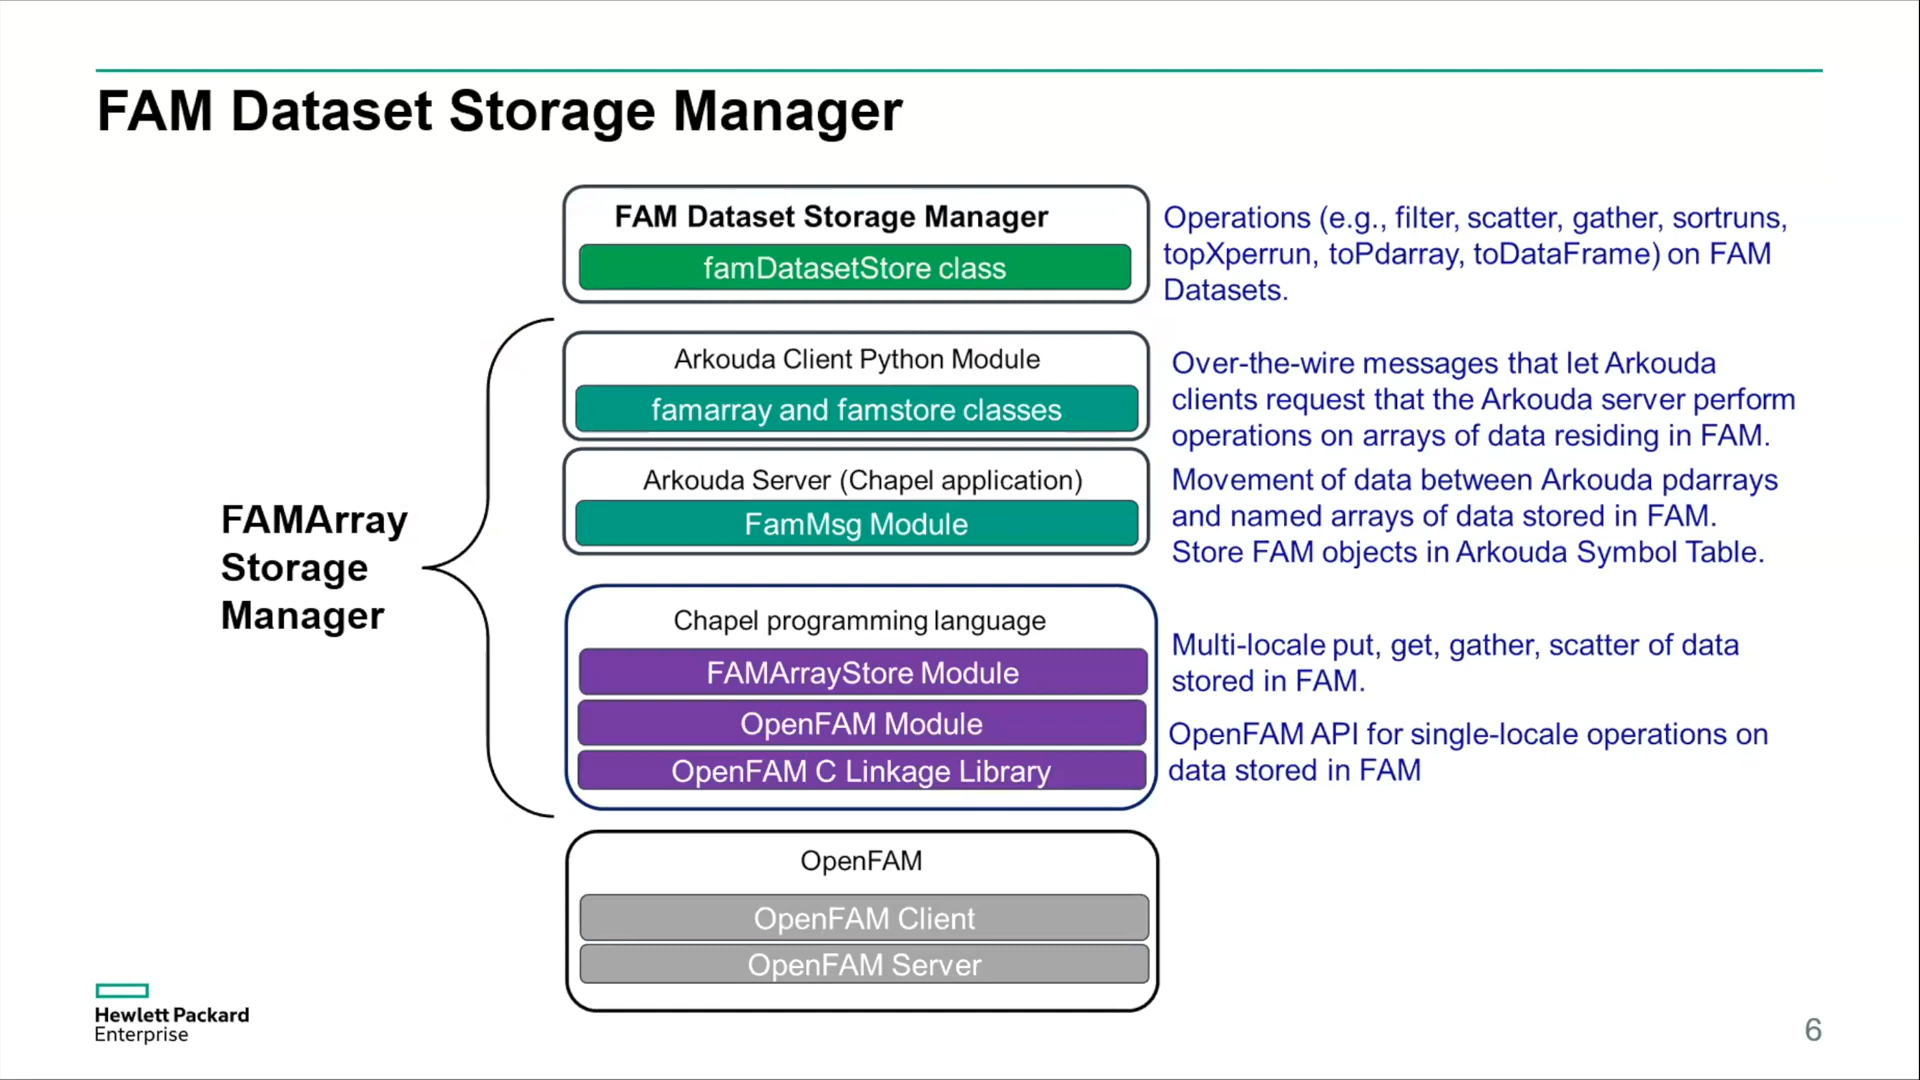 FAM Dataset Storage Manager
FAM Dataset Storage Manager
famDatasetStore class
Operations (e.g., filter, scatter, gather, sortruns,
topXperrun, toPdarray, toDataFrame) on FAM
Datasets.
Arkouda Client Python Module
famarray and famstore classes
Over-the-wire messages that let Arkouda
clients request that the Arkouda server perform
operations on arrays of data residing in FAM.
Arkouda Server (Chapel application)
FamMsg Module
Movement of data between Arkouda pdarrays
and named arrays of data stored in FAM.
Store FAM objects in Arkouda Symbol Table.
FAMArray
Storage
Manager
Chapel programming language
FAMArrayStore Module
OpenFAM Module
OpenFAM C Linkage Library
Multi-locale put, get, gather, scatter of data
stored in FAM.
OpenFAM API for single-locale operations on
data stored in FAM
OpenFAM
OpenFAM Client
OpenFAM Server
Hewlett Packard
Enterprise
6